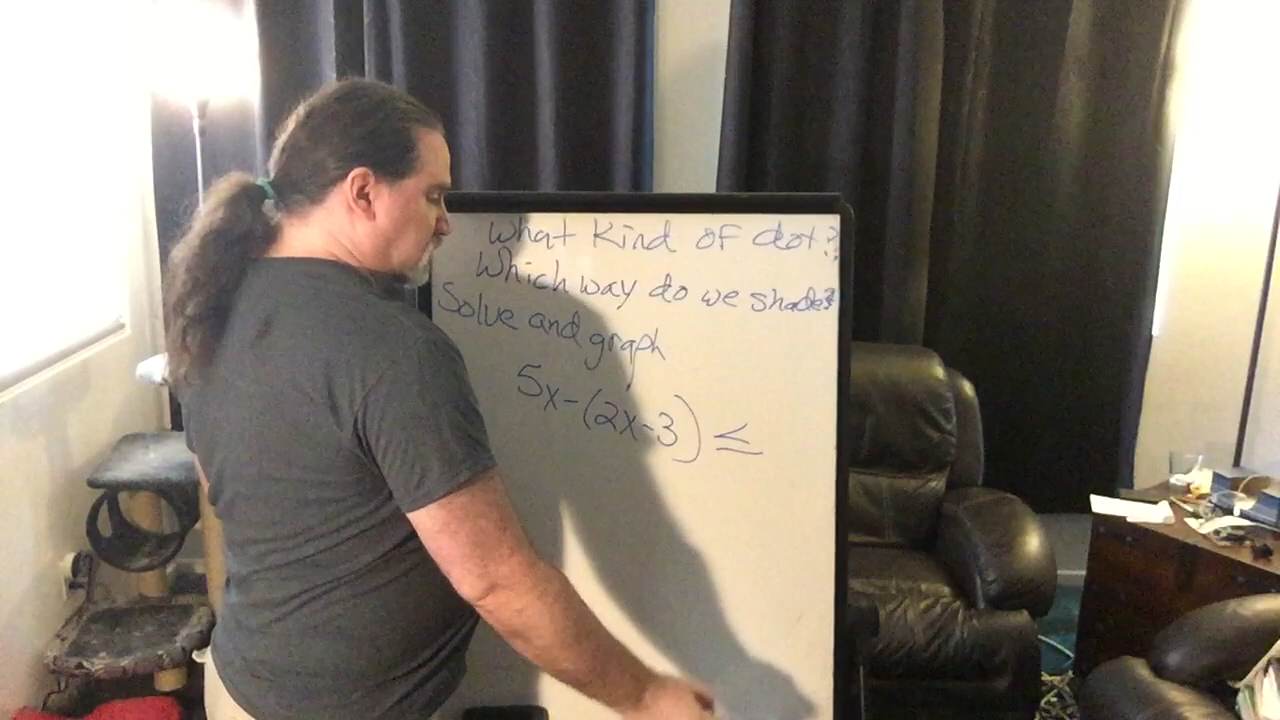 What Kind OF dot?
Which way do we shade?
Solve and graph
5x-(2x-3) ≤